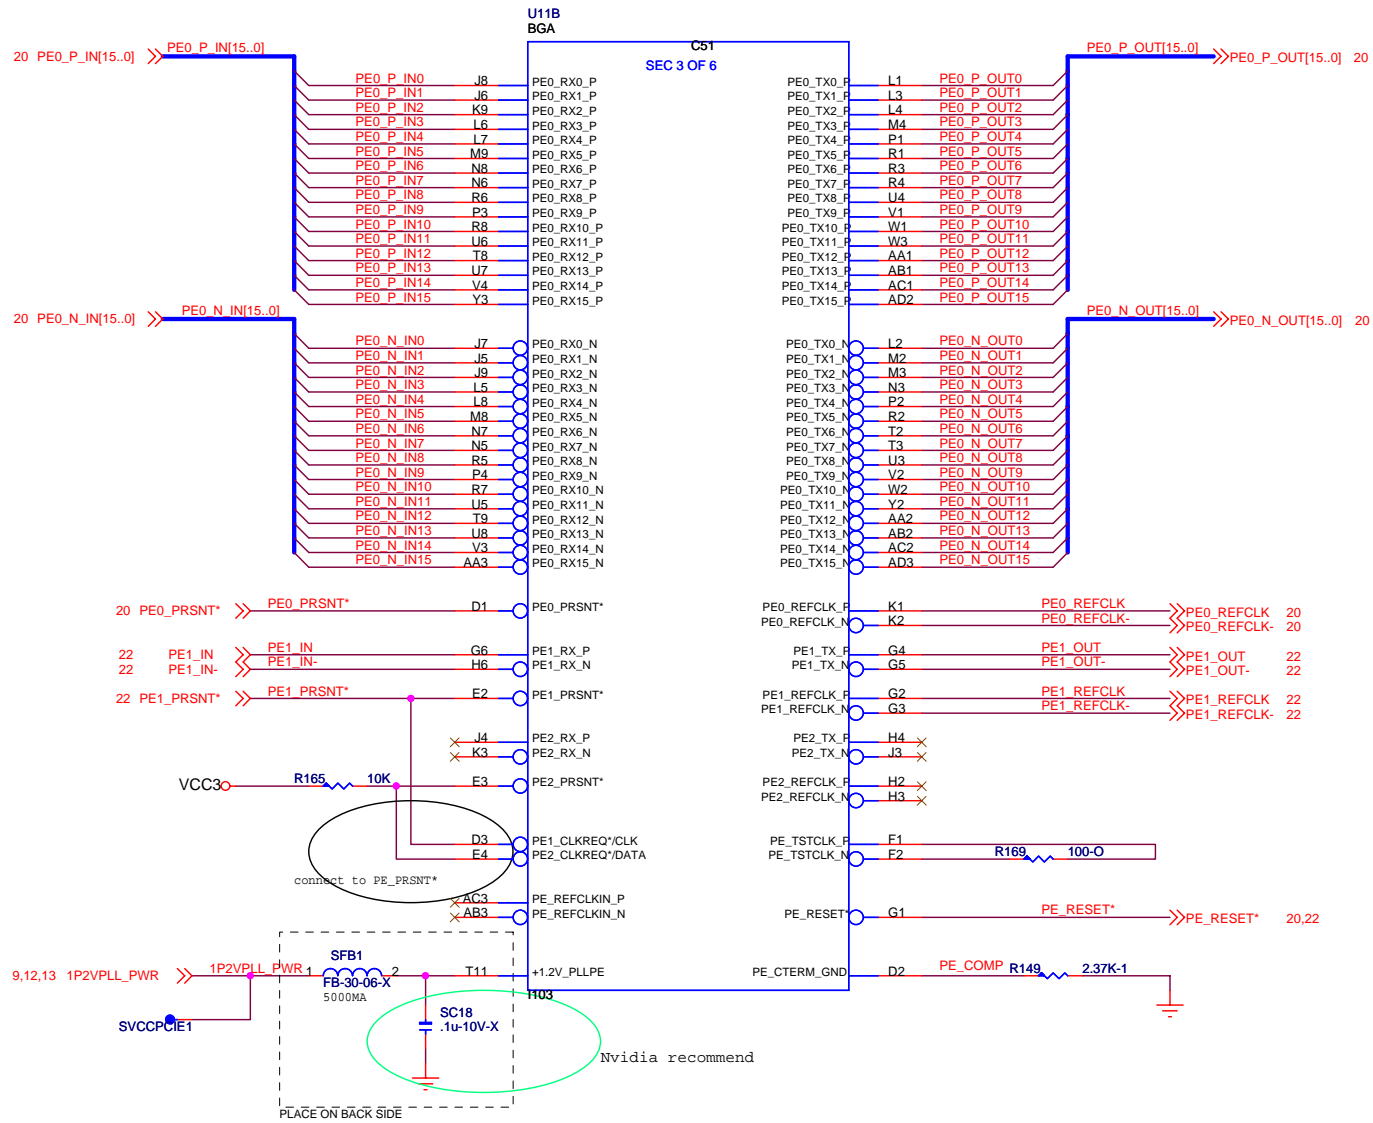 U11B
BGA
C51
SEC 3 OF 6
20 PE0_P_IN[15..0] PE0_P_IN[15..0] PE0_P_OUT[15..0] PE0_P_OUT[15..0] 20
PE0_P_IN0 J8 PE0_RX0_P PE0_TX0_P L1 PE0_P_OUT0
PE0_P_IN1 J6 PE0_RX1_P PE0_TX1_P L3 PE0_P_OUT1
PE0_P_IN2 K9 PE0_RX2_P PE0_TX2_P L4 PE0_P_OUT2
PE0_P_IN3 L6 PE0_RX3_P PE0_TX3_P M4 PE0_P_OUT3
PE0_P_IN4 L7 PE0_RX4_P PE0_TX4_P P1 PE0_P_OUT4
PE0_P_IN5 M9 PE0_RX5_P PE0_TX5_P R1 PE0_P_OUT5
PE0_P_IN6 N8 PE0_RX6_P PE0_TX6_P R3 PE0_P_OUT6
PE0_P_IN7 N6 PE0_RX7_P PE0_TX7_P R4 PE0_P_OUT7
PE0_P_IN8 R6 PE0_RX8_P PE0_TX8_P U4 PE0_P_OUT8
PE0_P_IN9 P3 PE0_RX9_P PE0_TX9_P V1 PE0_P_OUT9
PE0_P_IN10 R8 PE0_RX10_P PE0_TX10_P W1 PE0_P_OUT10
PE0_P_IN11 U6 PE0_RX11_P PE0_TX11_P W3 PE0_P_OUT11
PE0_P_IN12 T8 PE0_RX12_P PE0_TX12_P AA1 PE0_P_OUT12
PE0_P_IN13 U7 PE0_RX13_P PE0_TX13_P AB1 PE0_P_OUT13
PE0_P_IN14 V4 PE0_RX14_P PE0_TX14_P AC1 PE0_P_OUT14
PE0_P_IN15 Y3 PE0_RX15_P PE0_TX15_P AD2 PE0_P_OUT15
20 PE0_N_IN[15..0] PE0_N_IN[15..0] PE0_N_OUT[15..0] PE0_N_OUT[15..0] 20
PE0_N_IN0 J7 PE0_RX0_N PE0_TX0_N L2 PE0_N_OUT0
PE0_N_IN1 J5 PE0_RX1_N PE0_TX1_N M2 PE0_N_OUT1
PE0_N_IN2 J9 PE0_RX2_N PE0_TX2_N M3 PE0_N_OUT2
PE0_N_IN3 L5 PE0_RX3_N PE0_TX3_N N3 PE0_N_OUT3
PE0_N_IN4 L8 PE0_RX4_N PE0_TX4_N P2 PE0_N_OUT4
PE0_N_IN5 M8 PE0_RX5_N PE0_TX5_N R2 PE0_N_OUT5
PE0_N_IN6 N7 PE0_RX6_N PE0_TX6_N T2 PE0_N_OUT6
PE0_N_IN7 N5 PE0_RX7_N PE0_TX7_N T3 PE0_N_OUT7
PE0_N_IN8 R5 PE0_RX8_N PE0_TX8_N U3 PE0_N_OUT8
PE0_N_IN9 P4 PE0_RX9_N PE0_TX9_N V2 PE0_N_OUT9
PE0_N_IN10 R7 PE0_RX10_N PE0_TX10_N W2 PE0_N_OUT10
PE0_N_IN11 U5 PE0_RX11_N PE0_TX11_N Y2 PE0_N_OUT11
PE0_N_IN12 T9 PE0_RX12_N PE0_TX12_N AA2 PE0_N_OUT12
PE0_N_IN13 U8 PE0_RX13_N PE0_TX13_N AB2 PE0_N_OUT13
PE0_N_IN14 V3 PE0_RX14_N PE0_TX14_N AC2 PE0_N_OUT14
PE0_N_IN15 AA3 PE0_RX15_N PE0_TX15_N AD3 PE0_N_OUT15
20 PE0_PRSNT* PE0_PRSNT* D1 PE0_PRSNT* PE0_REFCLK_P K1 PE0_REFCLK PE0_REFCLK 20
PE0_REFCLK_N K2 PE0_REFCLK- PE0_REFCLK- 20
22 PE1_IN PE1_IN G6 PE1_RX_P PE1_TX_P G4 PE1_OUT PE1_OUT 22
22 PE1_IN- PE1_IN- H6 PE1_RX_N PE1_TX_N G5 PE1_OUT- PE1_OUT- 22
22 PE1_PRSNT* PE1_PRSNT* E2 PE1_PRSNT* PE1_REFCLK_P G2 PE1_REFCLK PE1_REFCLK 22
PE1_REFCLK_N G3 PE1_REFCLK- PE1_REFCLK- 22
J4 PE2_RX_P PE2_TX_P H4
K3 PE2_RX_N PE2_TX_N J3
VCC3 R165 10K E3 PE2_PRSNT* PE2_REFCLK_P H2
PE2_REFCLK_N H3
D3 PE1_CLKREQ*/CLK PE_TSTCLK_P F1
E4 PE2_CLKREQ*/DATA PE_TSTCLK_N F2 R169 100-O
connect to PE_PRSNT*
AC3 PE_REFCLKIN_P
AB3 PE_REFCLKIN_N PE_RESET* G1 PE_RESET* PE_RESET* 20,22
SFB1
9,12,13 1P2VPLL_PWR 1P2VPLL_PWR 1 2 T11 +1.2V_PLLPE PE_CTERM_GND D2 PE_COMP R149 2.37K-1
FB-30-06-X
5000MA
I103
SC18
.1u-10V-X
SVCCPCIE1
Nvidia recommend
PLACE ON BACK SIDE